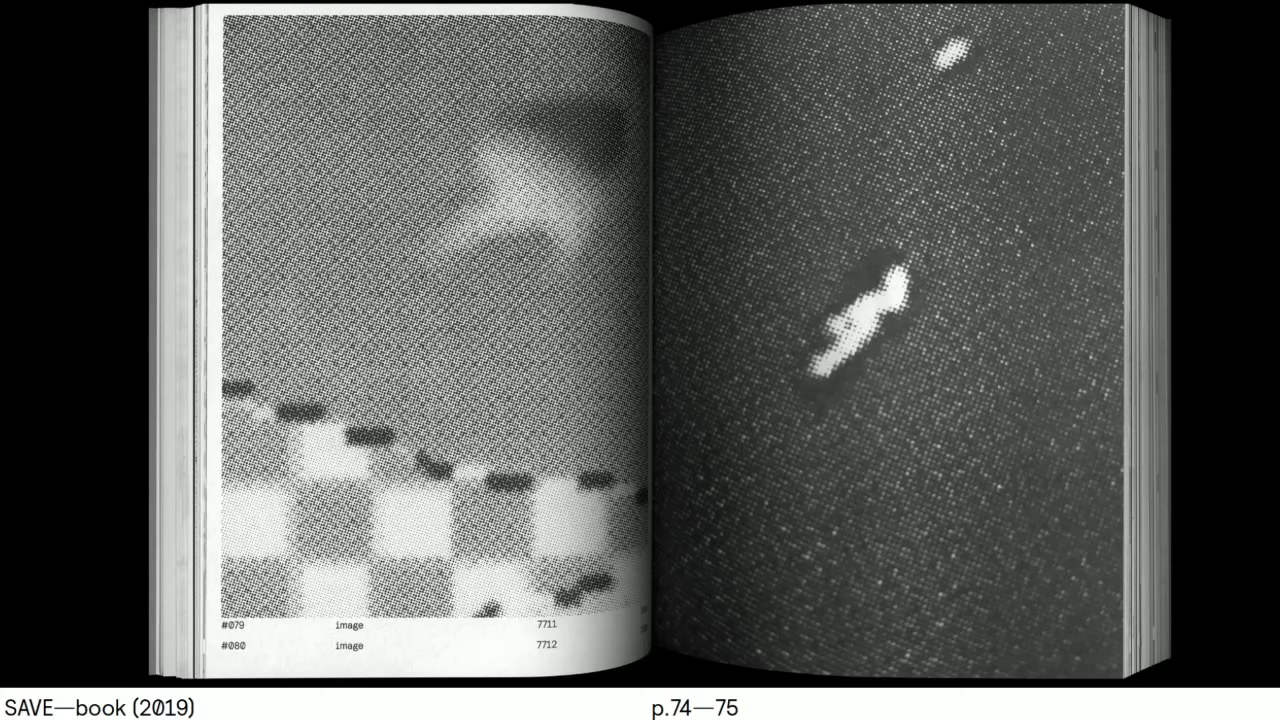 #079 image 7711
#080 image 7712
SAVE—book (2019) p.74—75